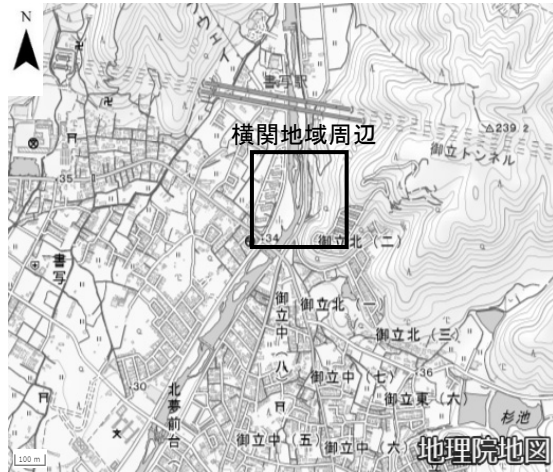 N
書写駅
239.2
御立トンネル
横関地域周辺
35
34
御立北(二)
書写
御立中(八)
御立北(一)
御立北(三)
30
北夢前台
御立中(七)
36
御立東(六)
杉池
御立中(五)
御立中(六)
地理院地図
100 m